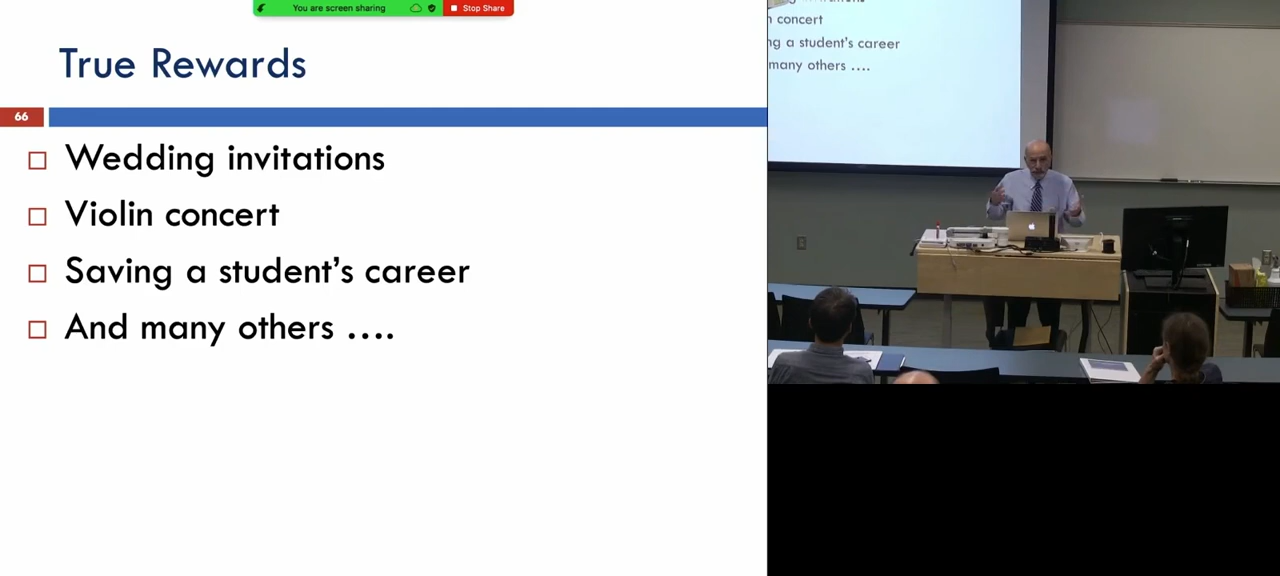 You are screen sharing
Stop Share
True Rewards
66
Wedding invitations
Violin concert
Saving a student's career
And many others ....
concert
ng a student's career
many others ....